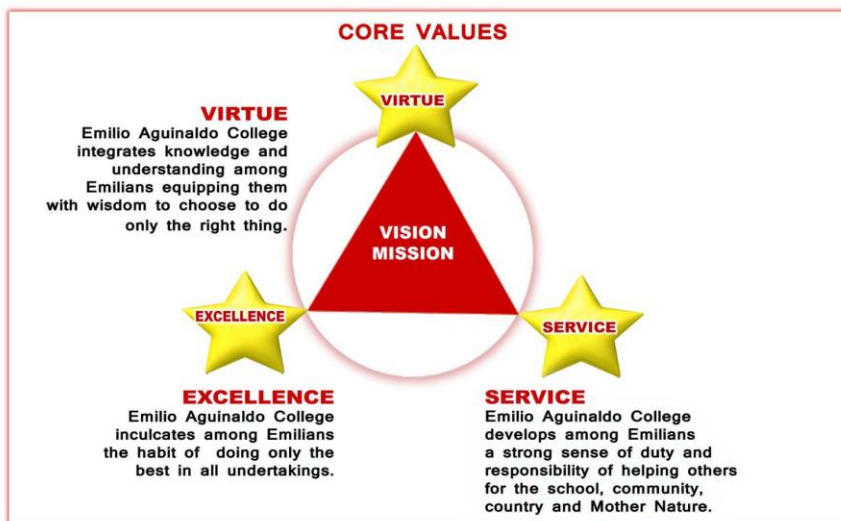 CORE VALUES
VIRTUE
VIRTUE
Emilio Aguinaldo College
integrates knowledge and
understanding among
Emilians equipping them
with wisdom to choose to do
only the right thing.
VISION
MISSION
EXCELLENCE
EXCELLENCE
Emilio Aguinaldo College
inculcates among Emilians
the habit of doing only the
best in all undertakings.
SERVICE
SERVICE
Emilio Aguinaldo College
develops among Emilians
a strong sense of duty and
responsibility of helping others
for the school, community,
country and Mother Nature.